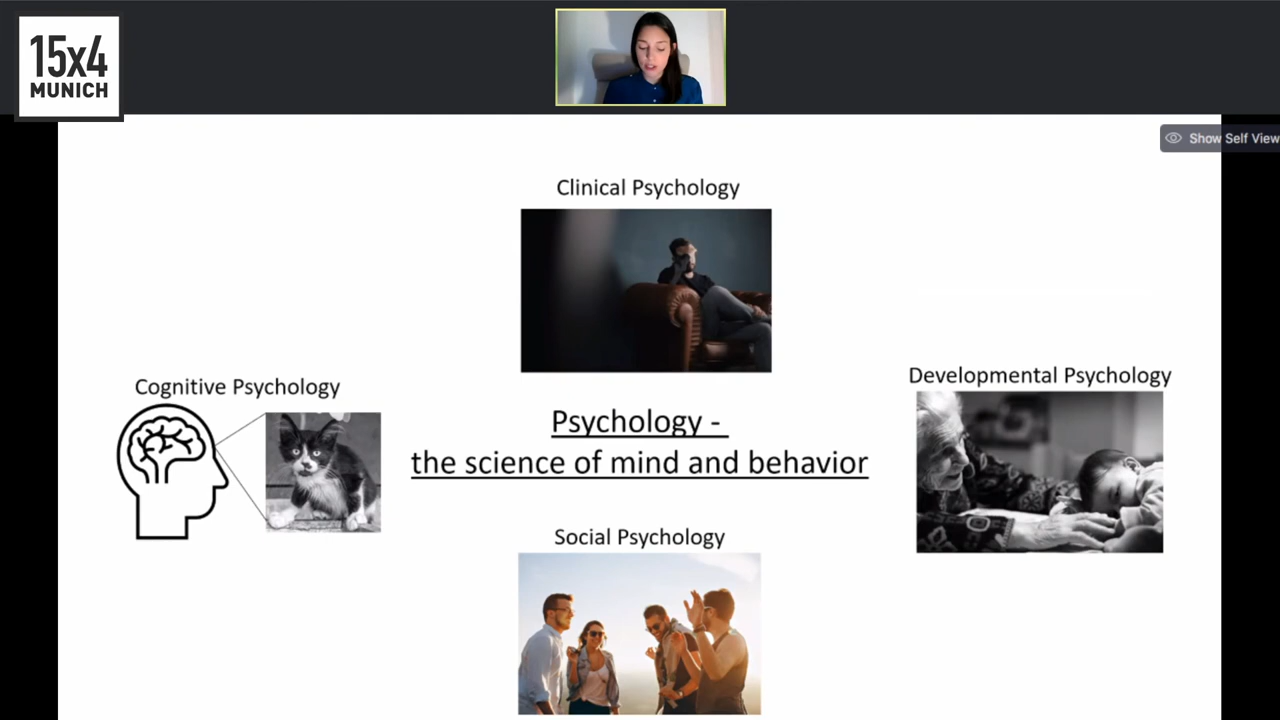 15x4
MUNICH
Show Self View
Clinical Psychology
Cognitive Psychology
Developmental Psychology
Psychology -
the science of mind and behavior
Social Psychology